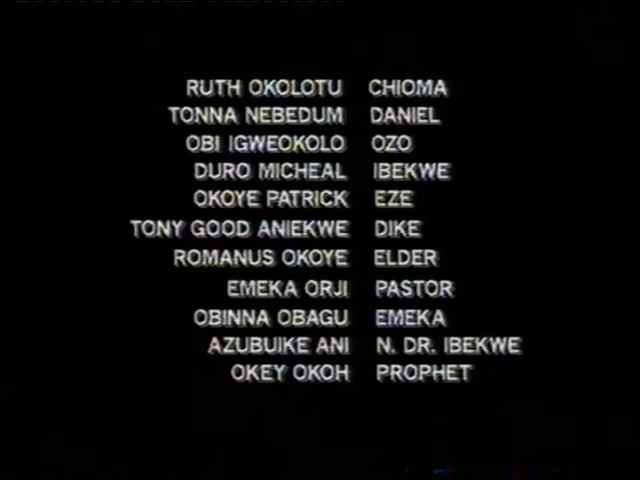 RUTH OKOLOTU CHIOMA
TONNA NEBEDUM DANIEL
OBI IGWEOKOLO OZO
DURO MICHEAL IBEKWE
OKOYE PATRICK EZE
TONY GOOD ANIEKWE DIKE
ROMANUS OKOYE ELDER
EMEKA ORJI PASTOR
OBINNA OBAGU EMEKA
AZUBUIKE ANI N. DR. IBEKWE
OKEY OKOH PROPHET